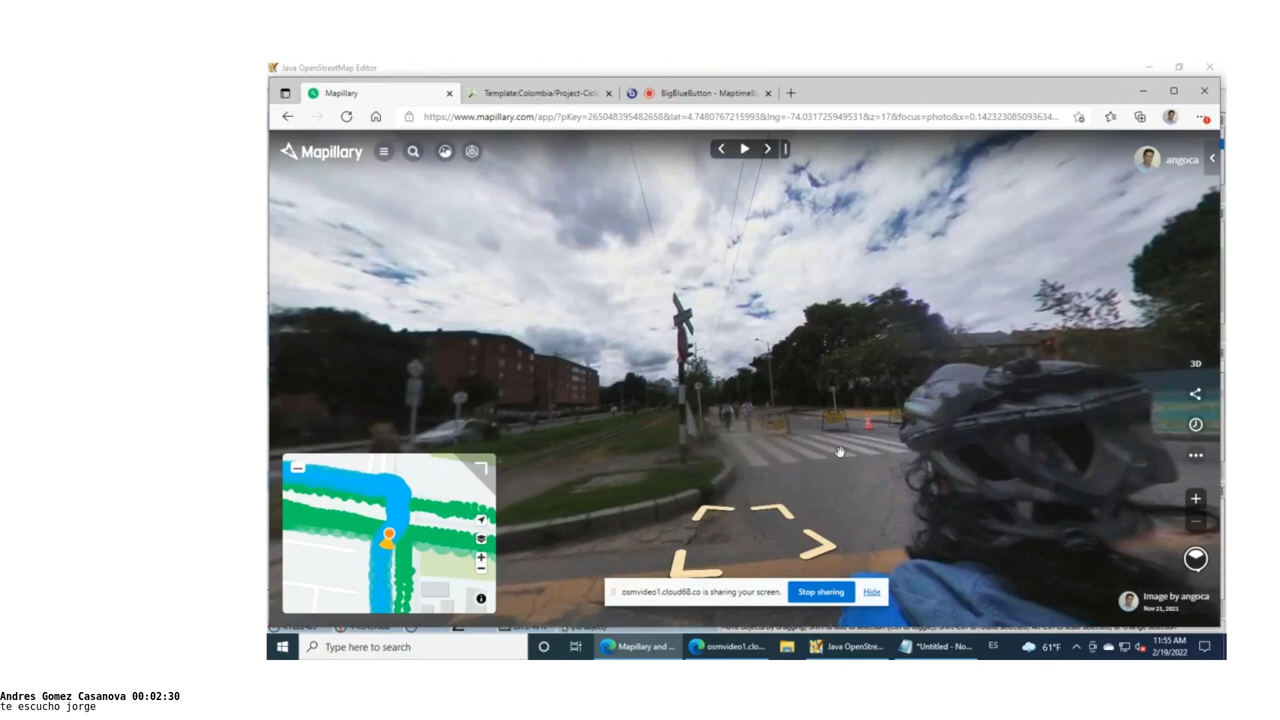 Java OpenStreetMap Editor
Mapillary
Template:Colombia/Project-Cicl
BigBlueButton - MaptimeB
https://www.mapillary.com/app/?pKey=265048395482658&lat=4.7480767215993&lng=-74.031725949531&z=17&focus=photo&x=0.142323085093634...
Mapillary
angoca
3D
osmvideo1.cloud68.co is sharing your screen.
Stop sharing
Hide
Image by angoca
Nov 21, 2021
Type here to search
Mapillary and ...
osmvideo1.clo...
Java OpenStre...
*Untitled - No...
ES
61°F
11:55 AM
2/19/2022
Andres Gomez Casanova 00:02:30
te escucho jorge